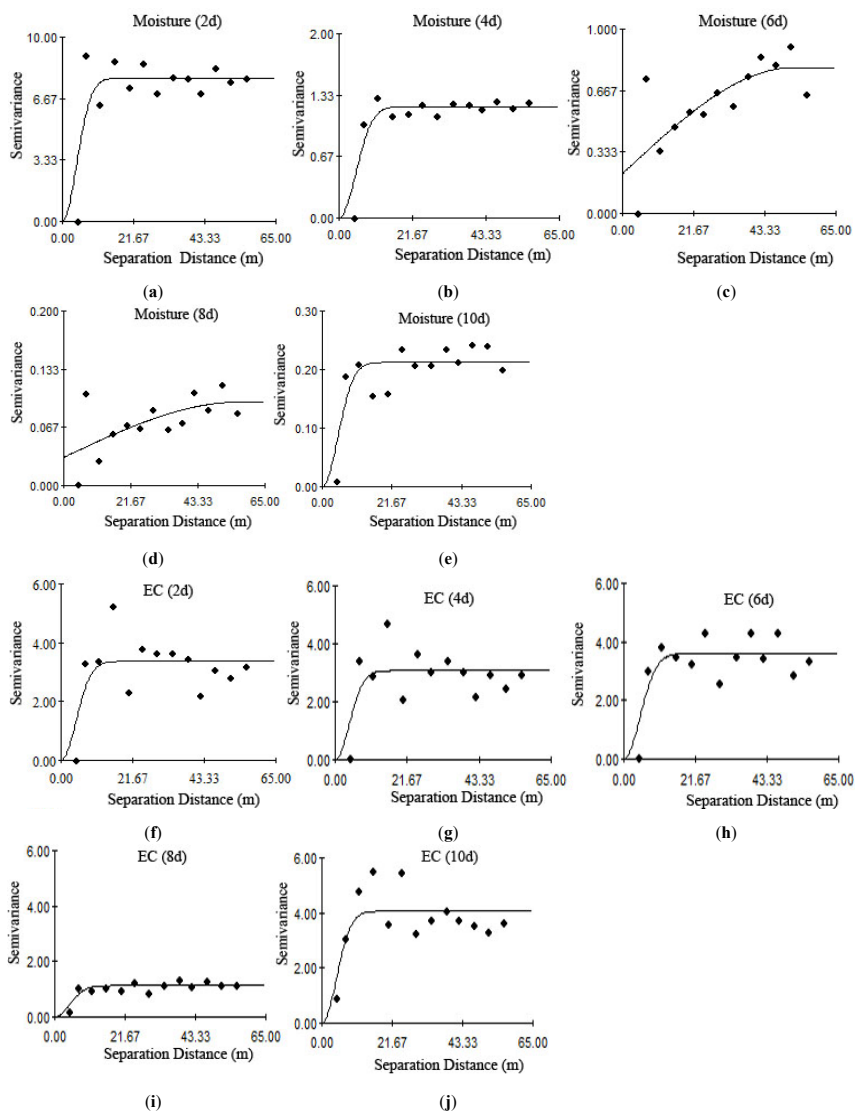 Moisture (2d)
10.00
6.67
3.33
0.00
Semivariance
0.00 21.67 43.33 65.00
Separation Distance (m)
(a)
Moisture (4d)
2.00
1.33
0.67
0.00
Semivariance
0.00 21.67 43.33 65.00
Separation Distance (m)
(b)
Moisture (6d)
1.000
0.6667
0.333
0.000
Semivariance
0.00 21.67 43.33 65.00
Separation Distance (m)
(c)
Moisture (8d)
0.200
0.133
0.067
0.000
Semivariance
0.00 21.67 43.33 65.00
Separation Distance (m)
(d)
Moisture (10d)
0.30
0.20
0.10
0.00
Semivariance
0.00 21.67 43.33 65.00
Separation Distance (m)
(e)
EC (2d)
6.00
4.00
2.00
0.00
Semivariance
0.00 21.67 43.33 65.00
Separation Distance (m)
(f)
EC (4d)
6.00
4.00
2.00
0.00
Semivariance
0.00 21.67 43.33 65.00
Separation Distance (m)
(g)
EC (6d)
6.00
4.00
2.00
0.00
Semivariance
0.00 21.67 43.33 65.00
Separation Distance (m)
(h)
EC (8d)
6.00
4.00
2.00
0.00
Semivariance
0.00 21.67 43.33 65.00
Separation Distance (m)
(i)
EC (10d)
6.00
4.00
2.00
0.00
Semivariance
0.00 21.67 43.33 65.00
Separation Distance (m)
(j)